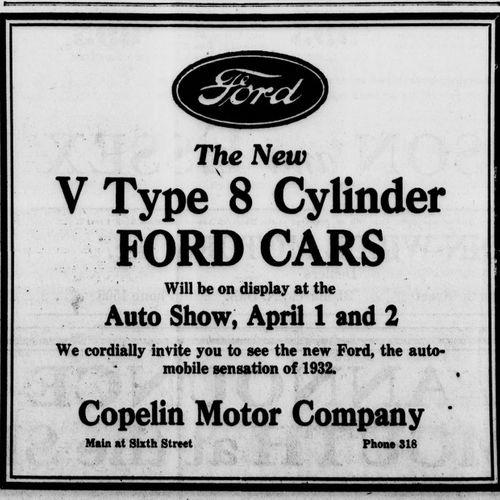 Ford
The New
V Type 8 Cylinder
FORD CARS
Will be on display at the
Auto Show, April 1 and 2
We cordially invite you to see the new Ford, the auto-
mobile sensation of 1932.
Copelin Motor Company
Main at Sixth Street Phone 318